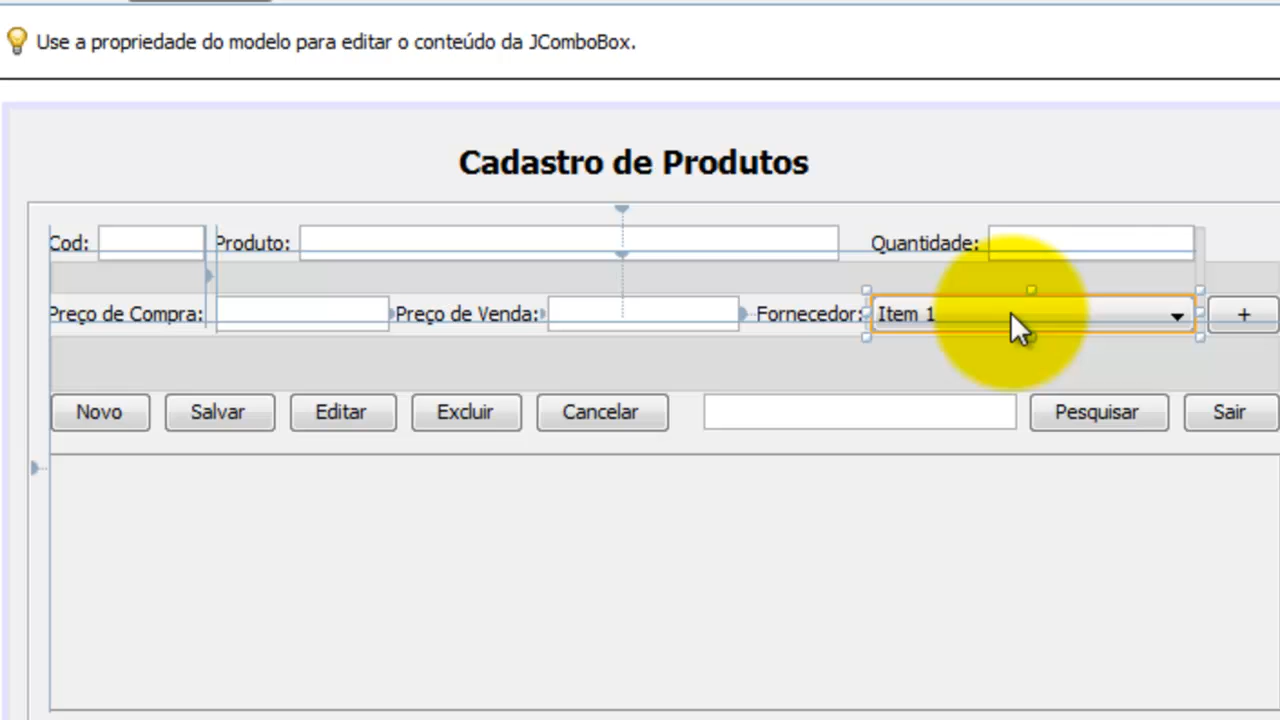 Use a propriedade do modelo para editar o conteúdo da JComboBox.
Cadastro de Produtos
Cod: Produto: Quantidade:
Preço de Compra: Preço de Venda: Fornecedor: Item 1 +
Novo Salvar Editar Excluir Cancelar Pesquisar Sair